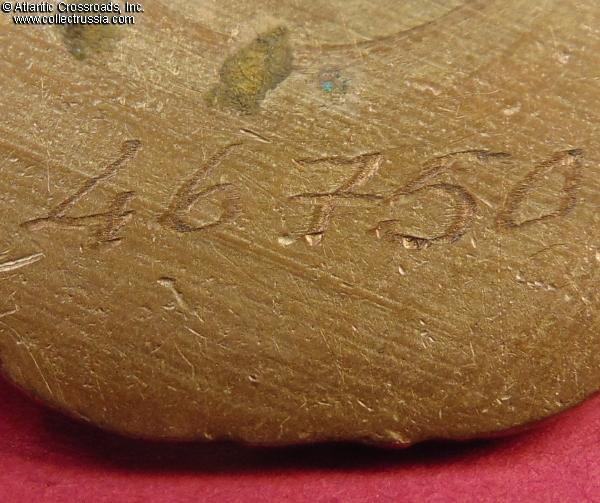 © Atlantic Crossroads, Inc.
www.collectrussia.com
46750